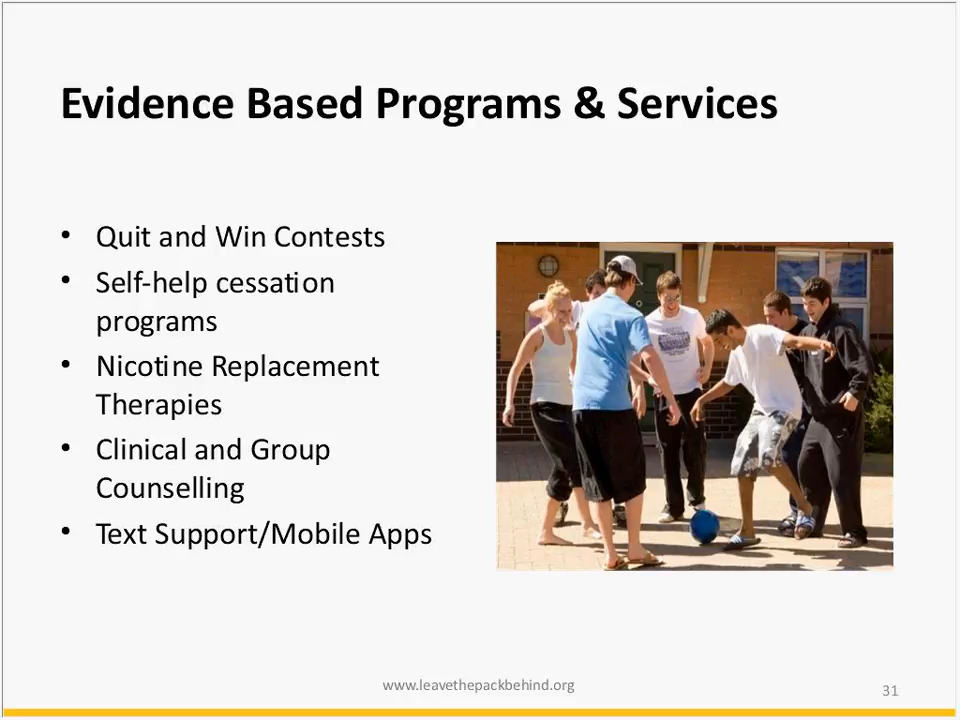 Evidence Based Programs & Services
• Quit and Win Contests
• Self-help cessation
programs
• Nicotine Replacement
Therapies
• Clinical and Group
Counselling
• Text Support/Mobile Apps
www.leavethepackbehind.org
31